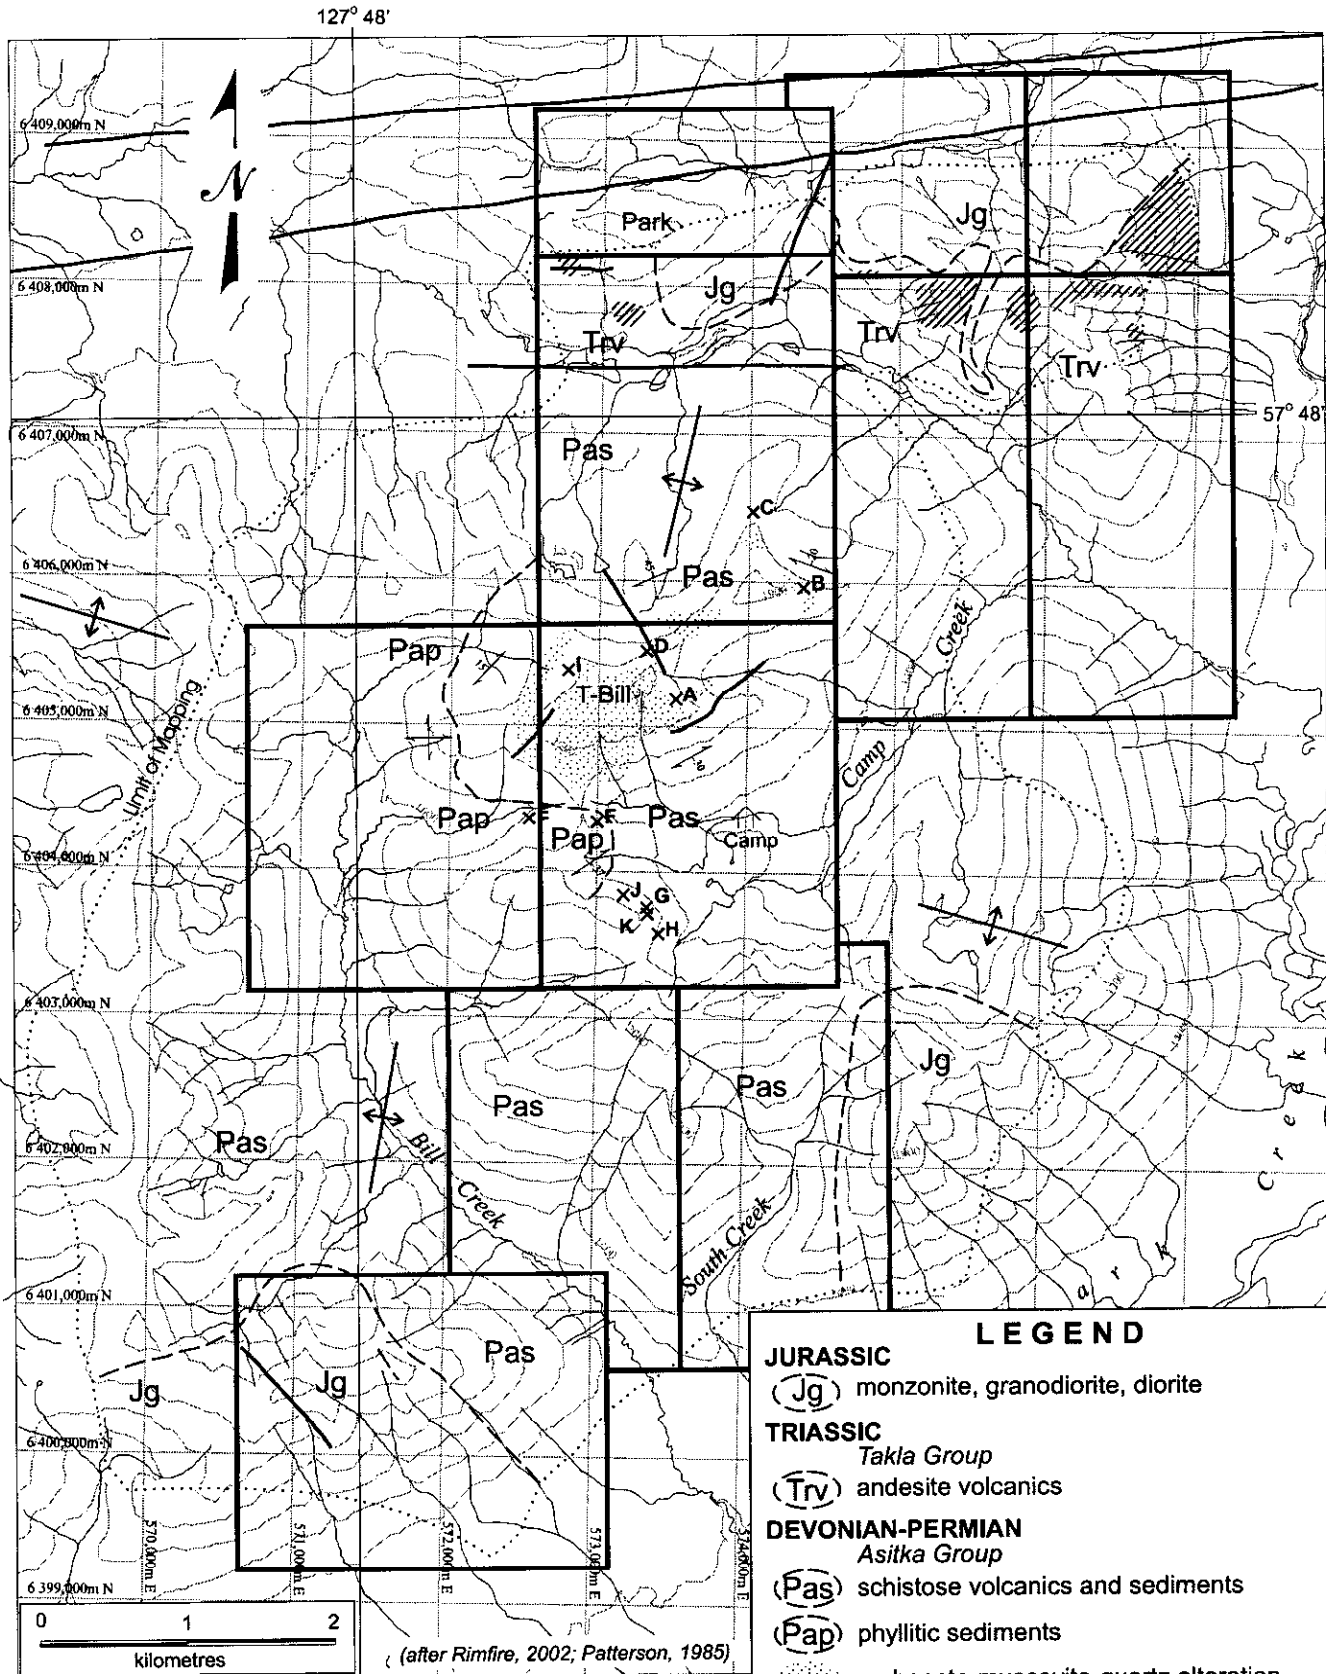 127° 48'
6 409,000m N
N
Park
Jg
6 408,000m N
Jg
Trv
Trv
Trv
57° 48'
6 407,000m N
Pas
C
6 406,000m N
Pas
B
Pap
D
I
T-Bill
A
Creek
6 405,000m N
Limit of Mapping
Camp
Pap
E
F
Pas
Pap
Camp
6 404,000m N
J
G
K
H
6 403,000m N
Jg
Pas
Pas
Creek
Pas
6 402,000m N
Bill
Creek
South Creek
ark
6 401,000m N
Pas
Jg
Jg
6 400,000m N
570,000m E
571,000m E
572,000m E
573,000m E
574,000m E
6 399,000m N
0 1 2
kilometres
(after Rimfire, 2002; Patterson, 1985)
LEGEND
JURASSIC
Jg monzonite, granodiorite, diorite
TRIASSIC
Takla Group
Trv andesite volcanics
DEVONIAN-PERMIAN
Asitka Group
Pas schistose volcanics and sediments
Pap phyllitic sediments